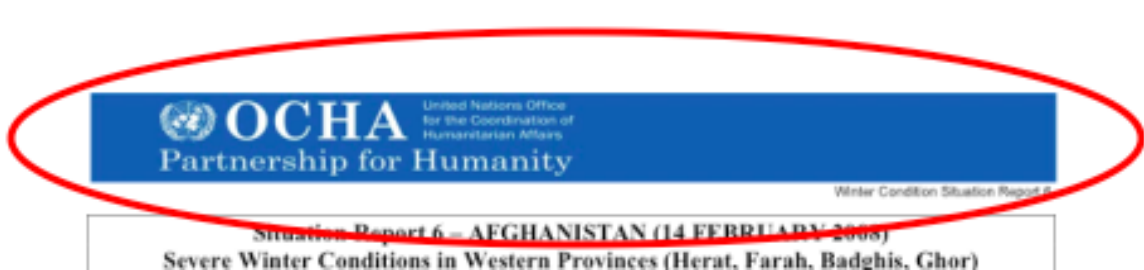 OCHA
United Nations Office
for the Coordination of
Humanitarian Affairs
Partnership for Humanity
Winter Condition Situation Report 6
Situation Report 6 – AFGHANISTAN (14 FEBRUARY 2008)
Severe Winter Conditions in Western Provinces (Herat, Farah, Badghis, Ghor)